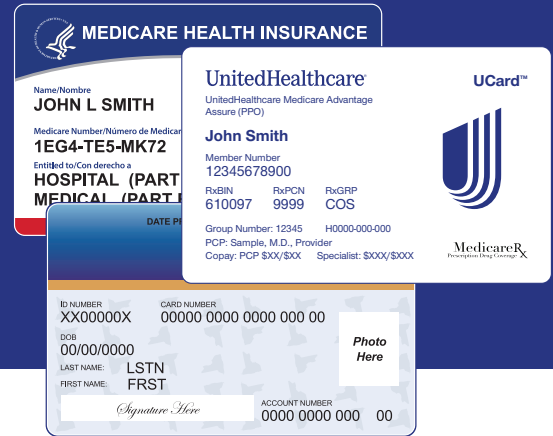 MEDICARE HEALTH INSURANCE
Name/Nombre
JOHN L SMITH
Medicare Number/Número de Medicar
1EG4-TE5-MK72
Entitled to/Con derecho a
HOSPITAL (PART
MEDICAL (PART
UnitedHealthcare®
UCard™
UnitedHealthcare Medicare Advantage
Assure (PPO)
John Smith
Member Number
12345678900
RxBIN RxPCN RxGRP
610097 9999 COS
Group Number: 12345 H0000-000-000
PCP: Sample, M.D., Provider
Copay: PCP $XX/$XX Specialist: $XXX/$XXX
MedicareRx
Prescription Drug Coverage
DATE PR
ID NUMBER CARD NUMBER
XX00000X 00000 0000 0000 000 00
DOB
00/00/0000
LAST NAME: LSTN
FIRST NAME: FRST
Photo
Here
Signature Here
ACCOUNT NUMBER
0000 0000 000 00